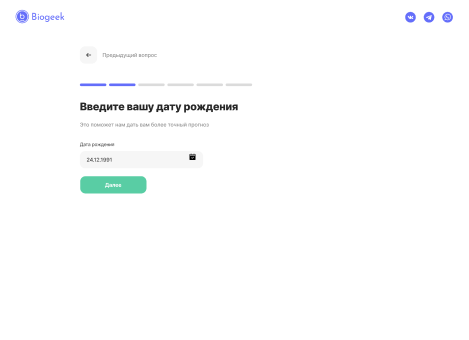 Biogeek
Предыдущий вопрос
Введите вашу дату рождения
Это поможет нам дать вам более точный прогноз
Дата рождения
24.12.1991
Далее